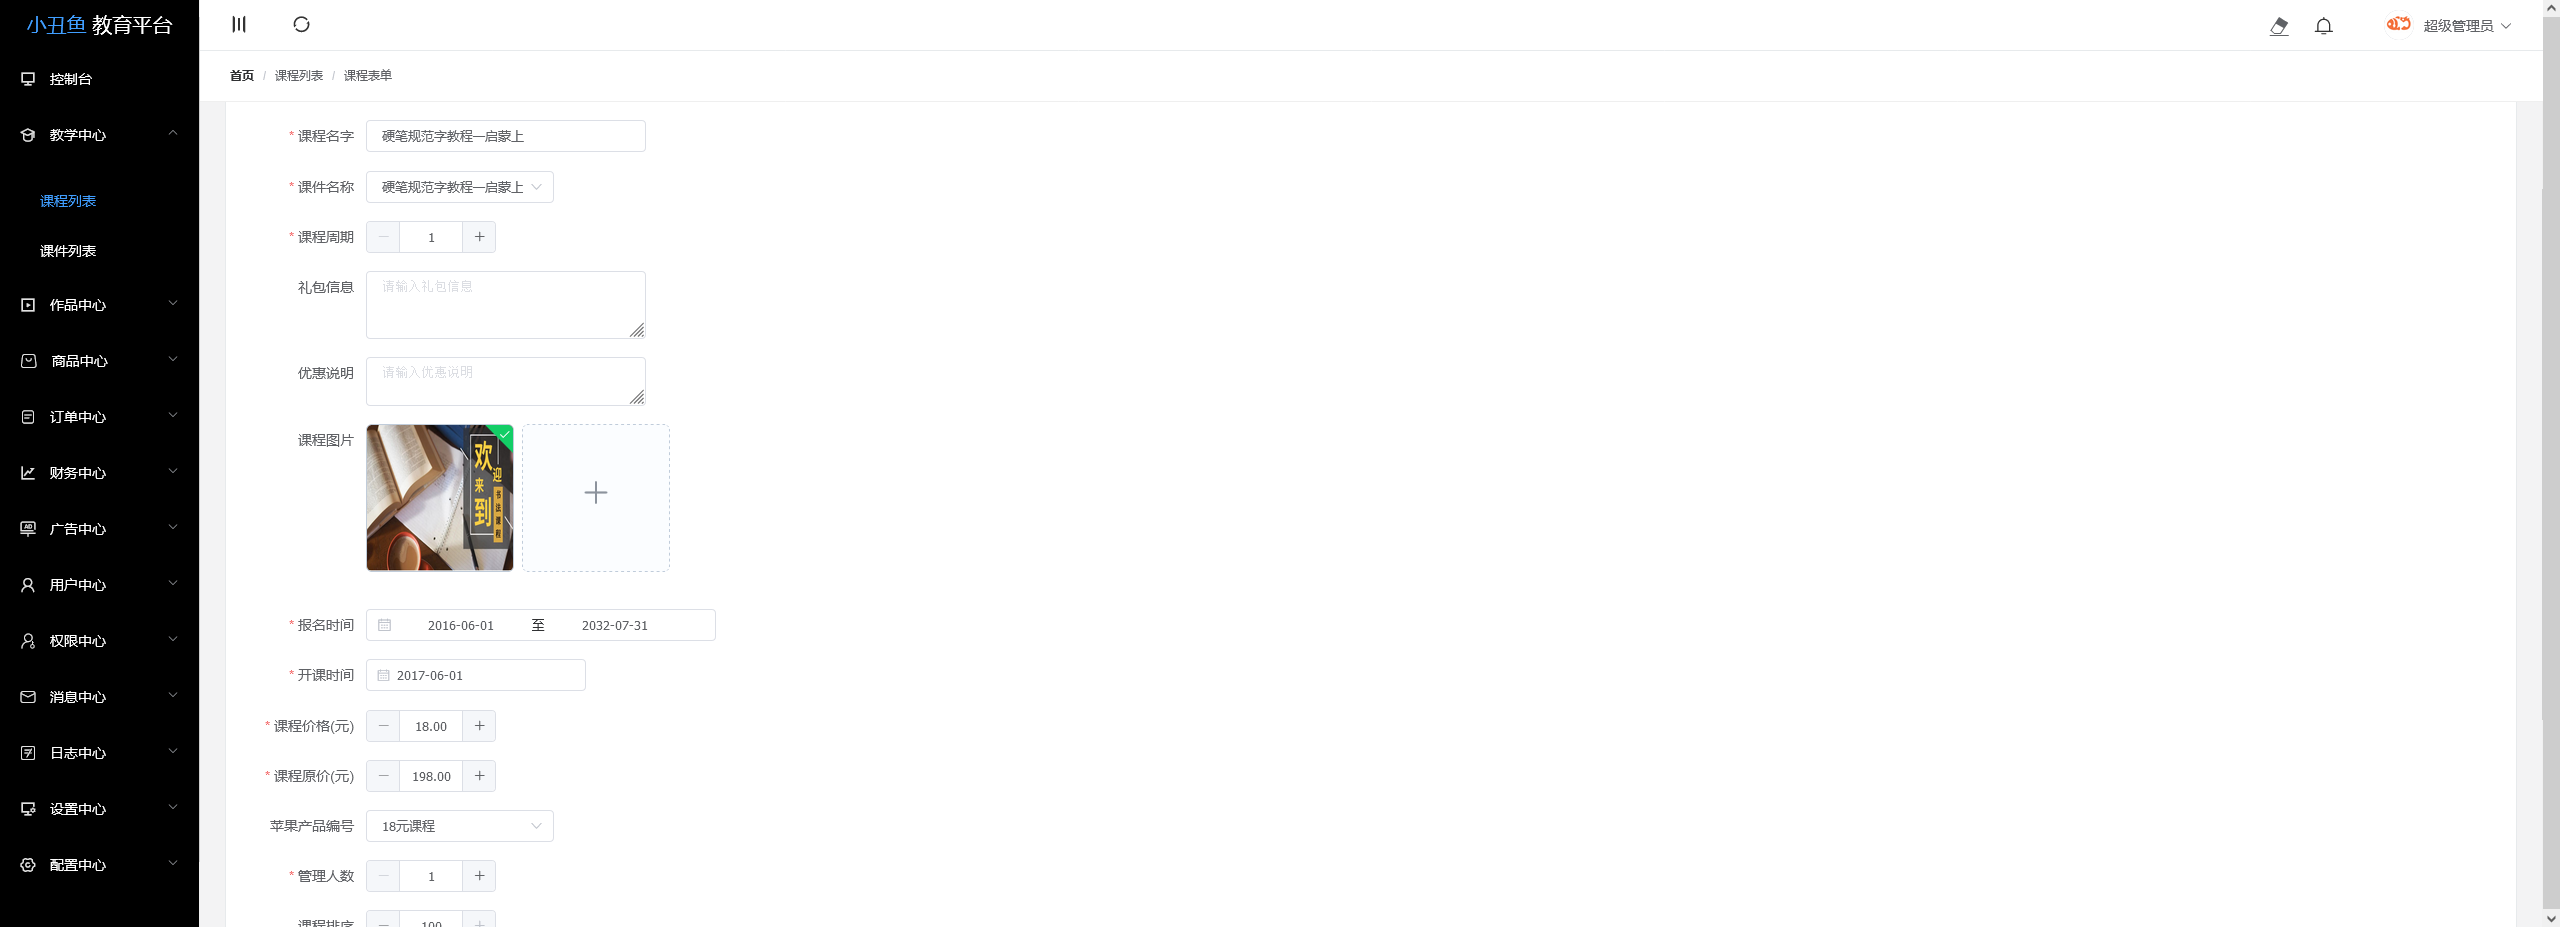 小丑鱼 教育平台
超级管理员
控制台
教学中心
课程列表
课件列表
作品中心
商品中心
订单中心
财务中心
广告中心
用户中心
权限中心
消息中心
日志中心
设置中心
配置中心
首页 / 课程列表 / 课程表单
* 课程名字 硬笔规范字教程—启蒙上
* 课件名称 硬笔规范字教程—启蒙上
* 课程周期 1
礼包信息 请输入礼包信息
优惠说明 请输入优惠说明
课程图片
欢迎
来到
书法课程
* 报名时间 2016-06-01 至 2032-07-31
* 开课时间 2017-06-01
* 课程价格(元) 18.00
* 课程原价(元) 198.00
苹果产品编号 18元课程
* 管理人数 1
课程排序 100